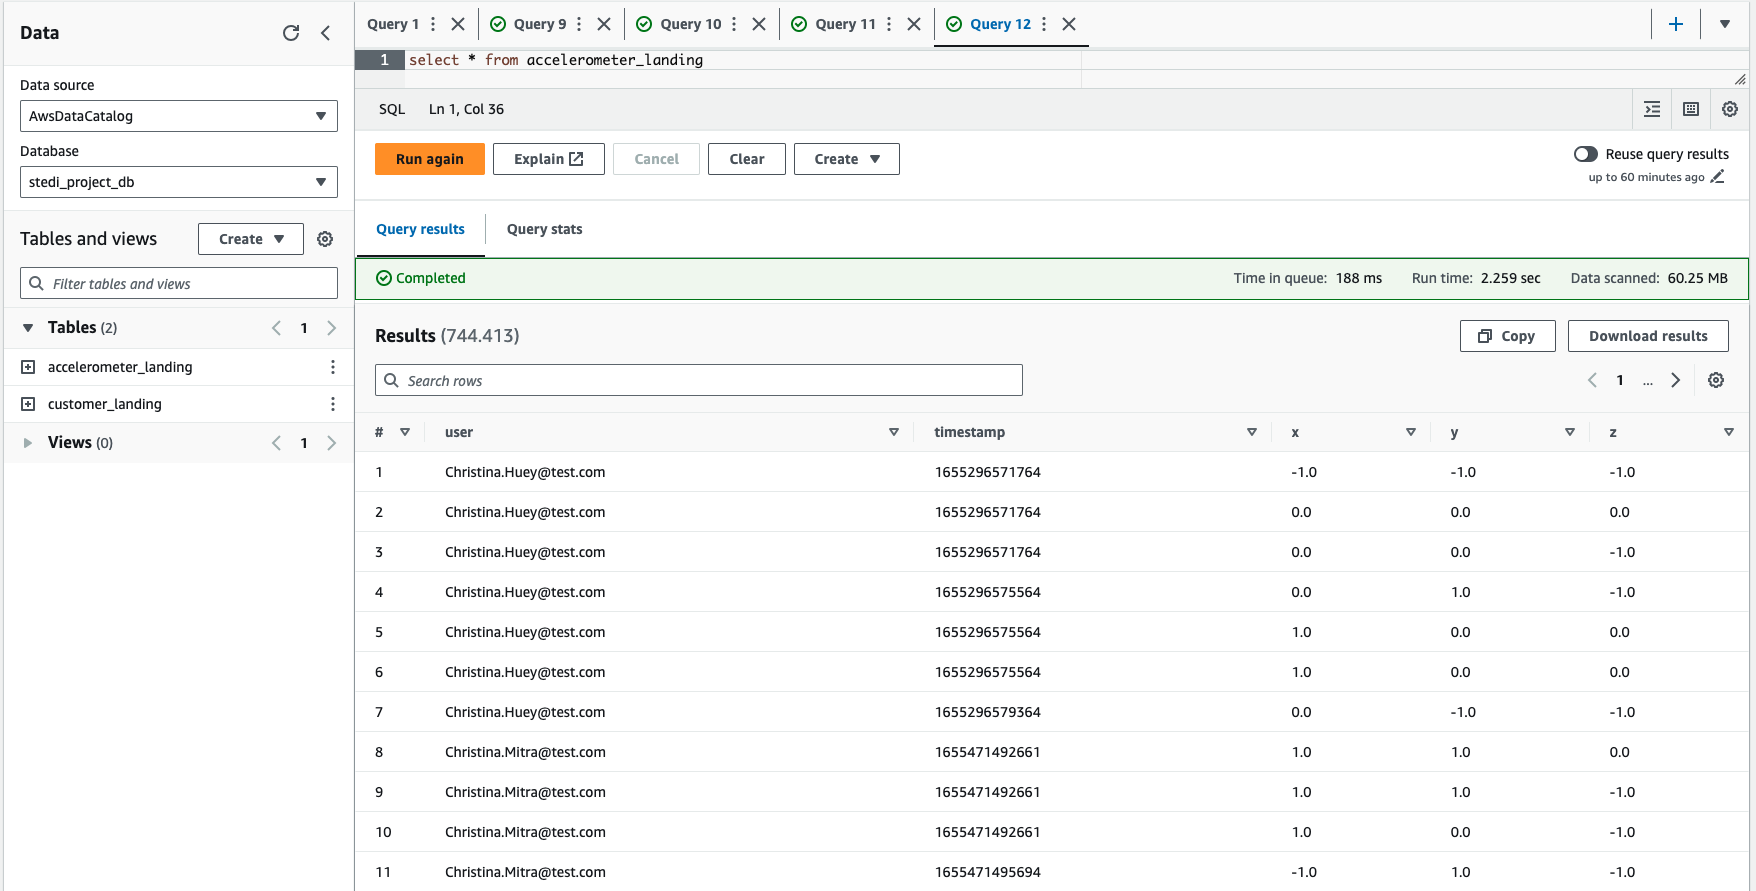 Data
Data source
AwsDataCatalog
Database
stedi_project_db
Tables and views
Create
Filter tables and views
Tables (2)
1
accelerometer_landing
customer_landing
Views (0)
1
Query 1
Query 9
Query 10
Query 11
Query 12
1 select * from accelerometer_landing
SQL Ln 1, Col 36
Run again Explain Cancel Clear Create
Reuse query results
up to 60 minutes ago
Query results Query stats
Completed Time in queue: 188 ms Run time: 2.259 sec Data scanned: 60.25 MB
Results (744.413)
Copy Download results
Search rows
1 ...
# user timestamp x y z
1 Christina.Huey@test.com 1655296571764 -1.0 -1.0 -1.0
2 Christina.Huey@test.com 1655296571764 0.0 0.0 0.0
3 Christina.Huey@test.com 1655296571764 0.0 0.0 -1.0
4 Christina.Huey@test.com 1655296575564 0.0 1.0 -1.0
5 Christina.Huey@test.com 1655296575564 1.0 0.0 0.0
6 Christina.Huey@test.com 1655296575564 1.0 0.0 0.0
7 Christina.Huey@test.com 1655296579364 0.0 -1.0 -1.0
8 Christina.Mitra@test.com 1655471492661 1.0 1.0 0.0
9 Christina.Mitra@test.com 1655471492661 1.0 1.0 -1.0
10 Christina.Mitra@test.com 1655471492661 1.0 0.0 -1.0
11 Christina.Mitra@test.com 1655471495694 -1.0 1.0 -1.0